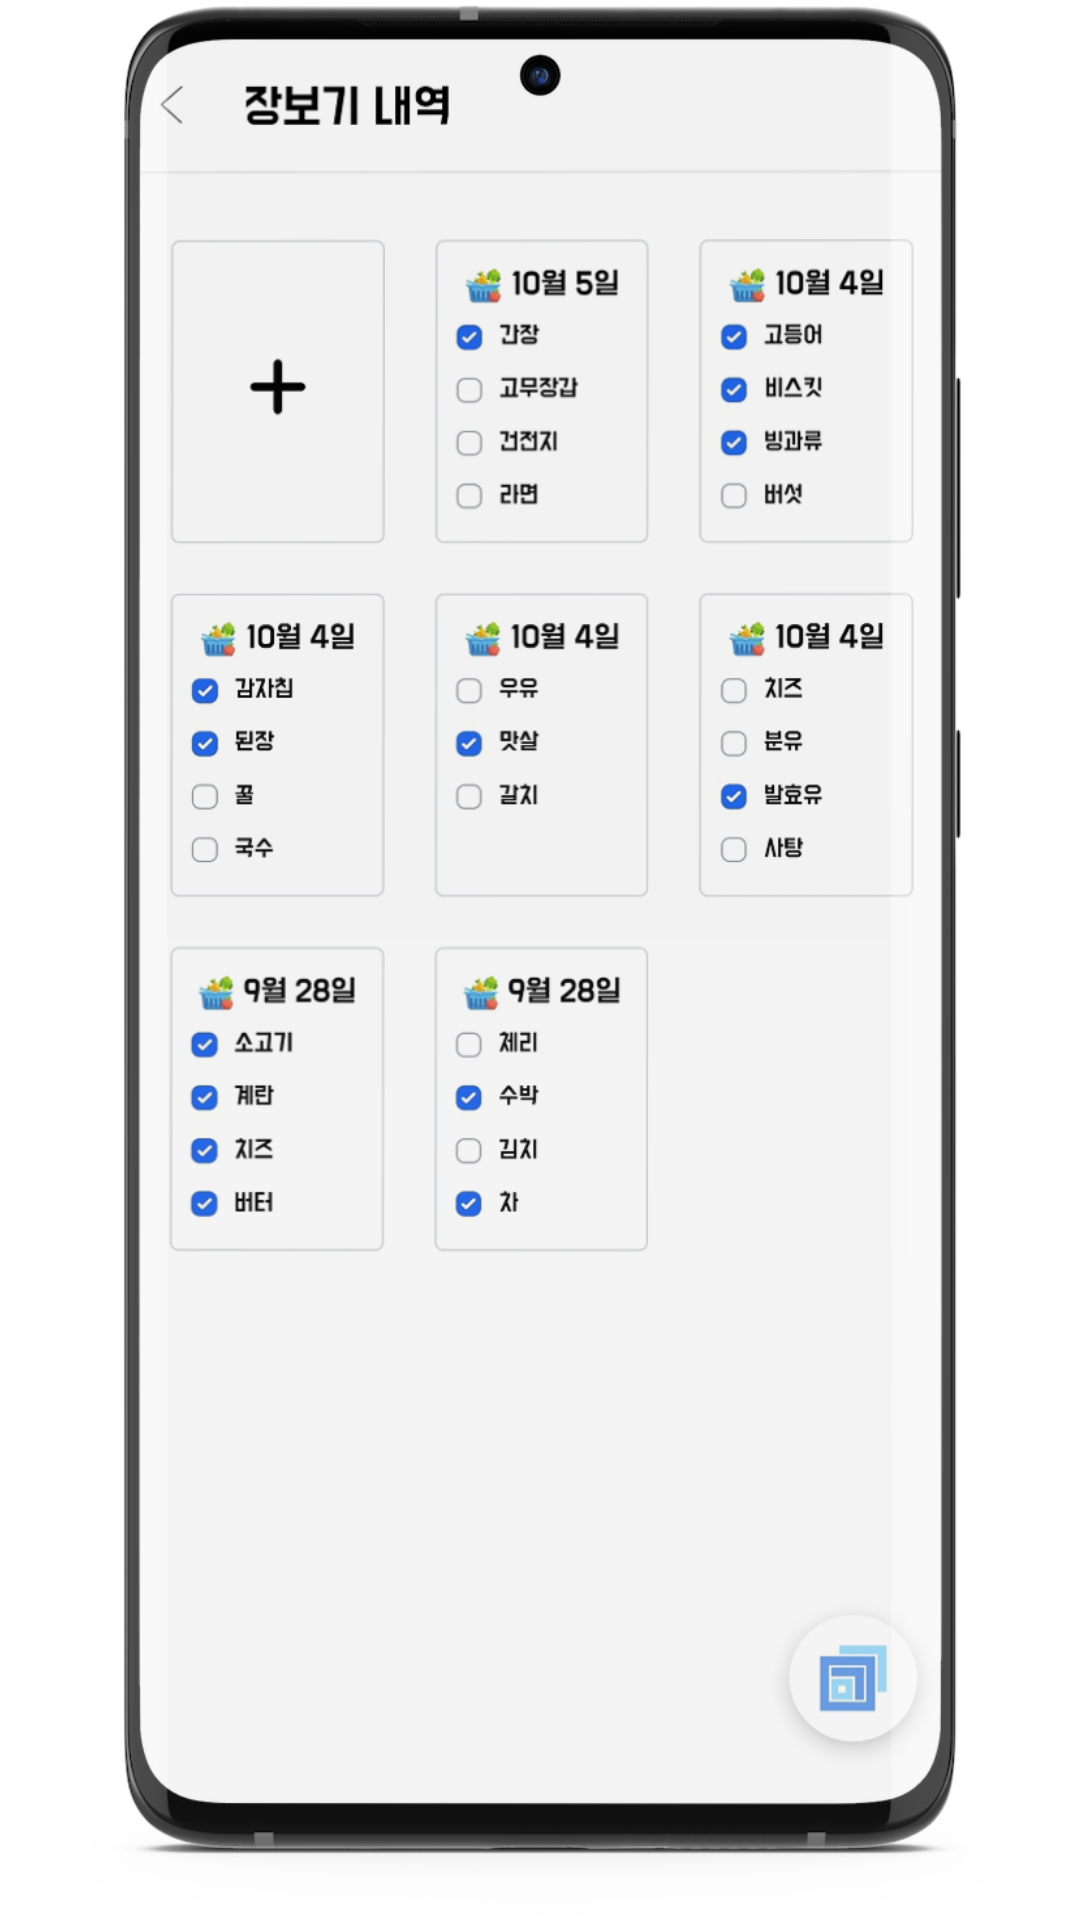 장보기 내역
10월 5일
간장
고무장갑
건전지
라면
10월 4일
고등어
비스킷
빙과류
버섯
10월 4일
감자칩
된장
꿀
국수
10월 4일
우유
맛살
갈치
10월 4일
치즈
분유
발효유
사탕
9월 28일
소고기
계란
치즈
버터
9월 28일
체리
수박
김치
차